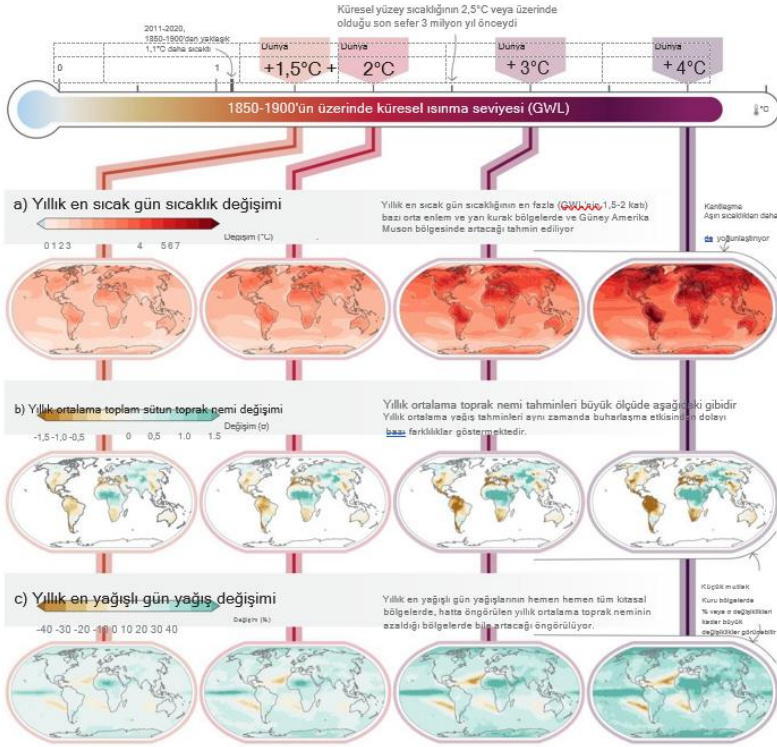 Küresel yüzey sıcaklığının 2,5°C veya üzerinde
olduğu son sefer 3 milyon yıl önceydi
2011-2020,
1850-1900'dan yaklaşık
1,1°C daha sıcaktı
Dünya
Dünya
Dünya
Dünya
0
1
+1,5°C +
2°C
+ 3°C
+ 4°C
1850-1900'ün üzerinde küresel ısınma seviyesi (GWL)
°C
a) Yıllık en sıcak gün sıcaklık değişimi
0 1 2 3 4 5 6 7
Değişim (°C)
Yıllık en sıcak gün sıcaklığının en fazla (GWL'nin 1,5-2 katı)
bazı orta enlem ve yarı kurak bölgelerde ve Güney Amerika
Muson bölgesinde artacağı tahmin ediliyor
Kentleşme
Aşırı sıcaklıkları daha
da yoğunlaştırıyor
b) Yıllık ortalama toplam sütun toprak nemi değişimi
-1,5 -1,0 -0,5 0 0,5 1.0 1.5
Değişim (σ)
Yıllık ortalama toprak nemi tahminleri büyük ölçüde aşağıdaki gibidir
Yıllık ortalama yağış tahminleri aynı zamanda buharlaşma etkisinden dolayı
bazı farklılıklar göstermektedir.
c) Yıllık en yağışlı gün yağış değişimi
-40 -30 -20 -10 0 10 20 30 40
Değişim (%)
Yıllık en yağışlı gün yağışlarının hemen hemen tüm kıtasal
bölgelerde, hatta öngörülen yıllık ortalama toprak neminin
azaldığı bölgelerde bile artacağı öngörülüyor.
Küçük mutlak
Kuru bölgelerde
% veya σ değişiklikleri
kadar büyük
değişiklikler görünebilir